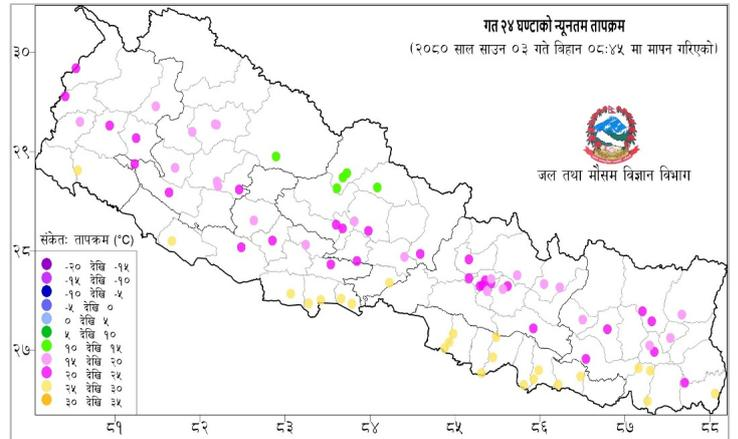 गत २४ घण्टाको न्यूनतम तापक्रम
(२०८० साल साउन ०३ गते विहान ०८:४५ मा मापन गरिएको)
जल तथा मौसम विज्ञान विभाग
३०
२९
२८
२७
संकेतः तापक्रम (°C)
-२० देखि -१५
-१५ देखि -१०
-१० देखि -५
-५ देखि ०
० देखि ५
५ देखि १०
१० देखि १५
१५ देखि २०
२० देखि २५
२५ देखि ३०
३० देखि ३५
८१ ८२ ८३ ८४ ८५ ८६ ८७ ८८